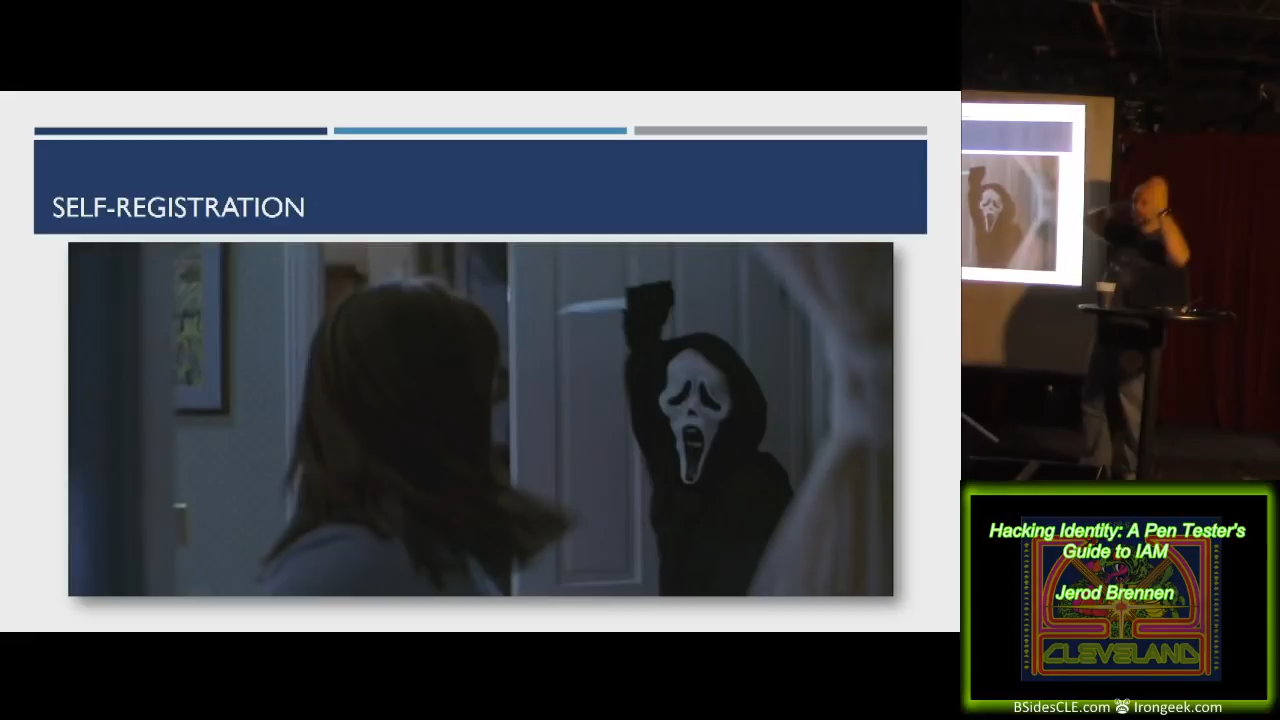 SELF-REGISTRATION
Hacking Identity: A Pen Tester's
Guide to IAM
Jerod Brennen
CLEVELAND
BSidesCLE.com Irongeek.com